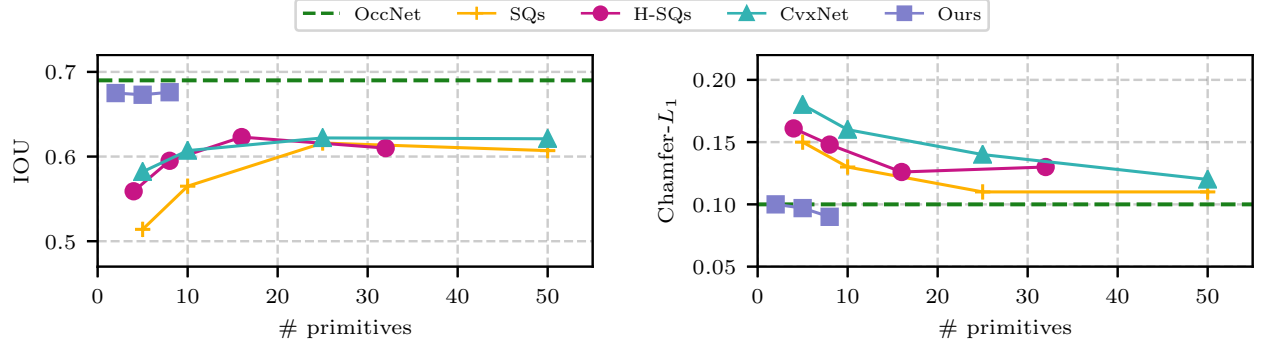 OccNet SQs H-SQs CvxNet Ours
0.7
0.6
0.5
IOU
0 10 20 30 40 50
# primitives
0.20
0.15
0.10
0.05
Chamfer-L₁
0 10 20 30 40 50
# primitives